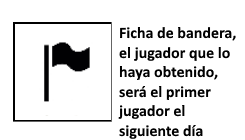 Ficha de bandera,
el jugador que lo
haya obtenido,
será el primer
jugador el
siguiente día